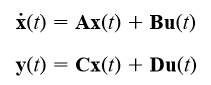 ẋ(t) = Ax(t) + Bu(t)
y(t) = Cx(t) + Du(t)